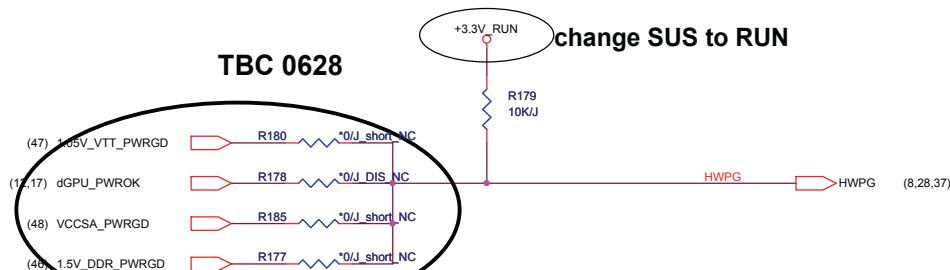 +3.3V_RUN
change SUS to RUN
TBC 0628
R179
10K/J
(47) 1.05V_VTT_PWRGD R180 *0/J_short_NC
(12,17) dGPU_PWROK R178 *0/J_DIS_NC HWPG HWPG (8,28,37)
(48) VCCSA_PWRGD R185 *0/J_short_NC
(46) 1.5V_DDR_PWRGD R177 *0/J_short_NC